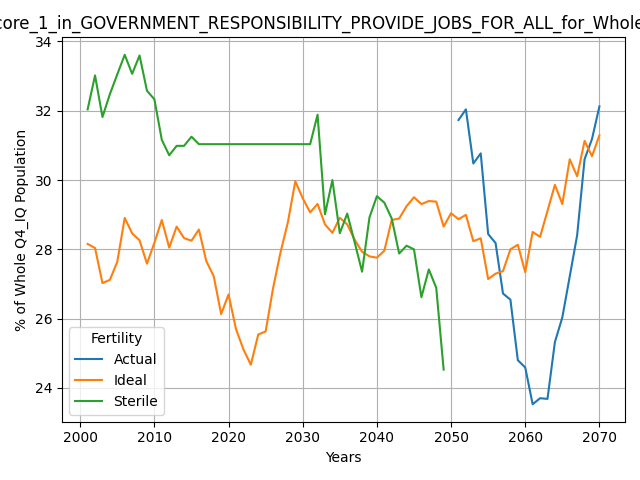 core_1_in_GOVERNMENT_RESPONSIBILITY_PROVIDE_JOBS_FOR_ALL_for_Whole
34
32
30
28
26
24
% of Whole Q4_IQ Population
Fertility
Actual
Ideal
Sterile
2000 2010 2020 2030 2040 2050 2060 2070
Years